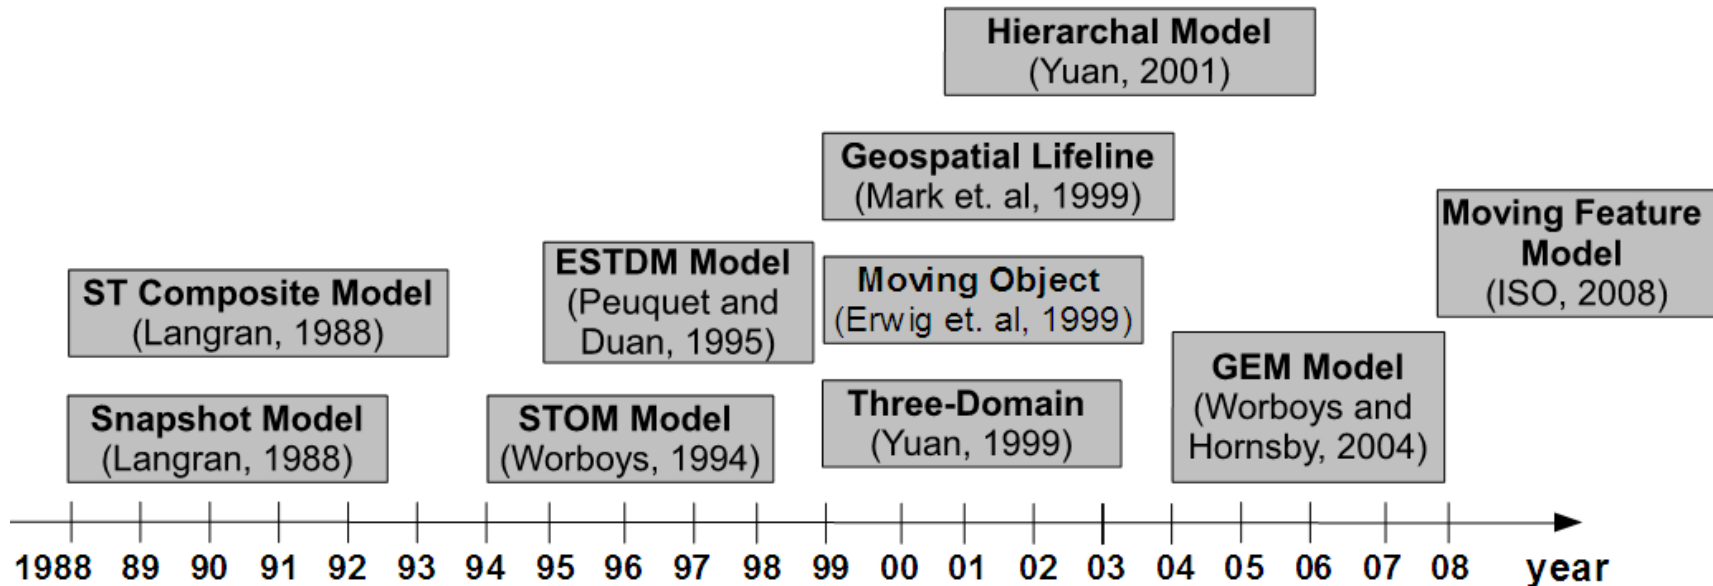 Hierarchal Model
(Yuan, 2001)
Geospatial Lifeline
(Mark et. al, 1999)
Moving Feature
Model
(ISO, 2008)
ESTDM Model
(Peuquet and
Duan, 1995)
Moving Object
(Erwig et. al, 1999)
ST Composite Model
(Langran, 1988)
GEM Model
(Worboys and
Hornsby, 2004)
Snapshot Model
(Langran, 1988)
STOM Model
(Worboys, 1994)
Three-Domain
(Yuan, 1999)
1988 89 90 91 92 93 94 95 96 97 98 99 00 01 02 03 04 05 06 07 08 year